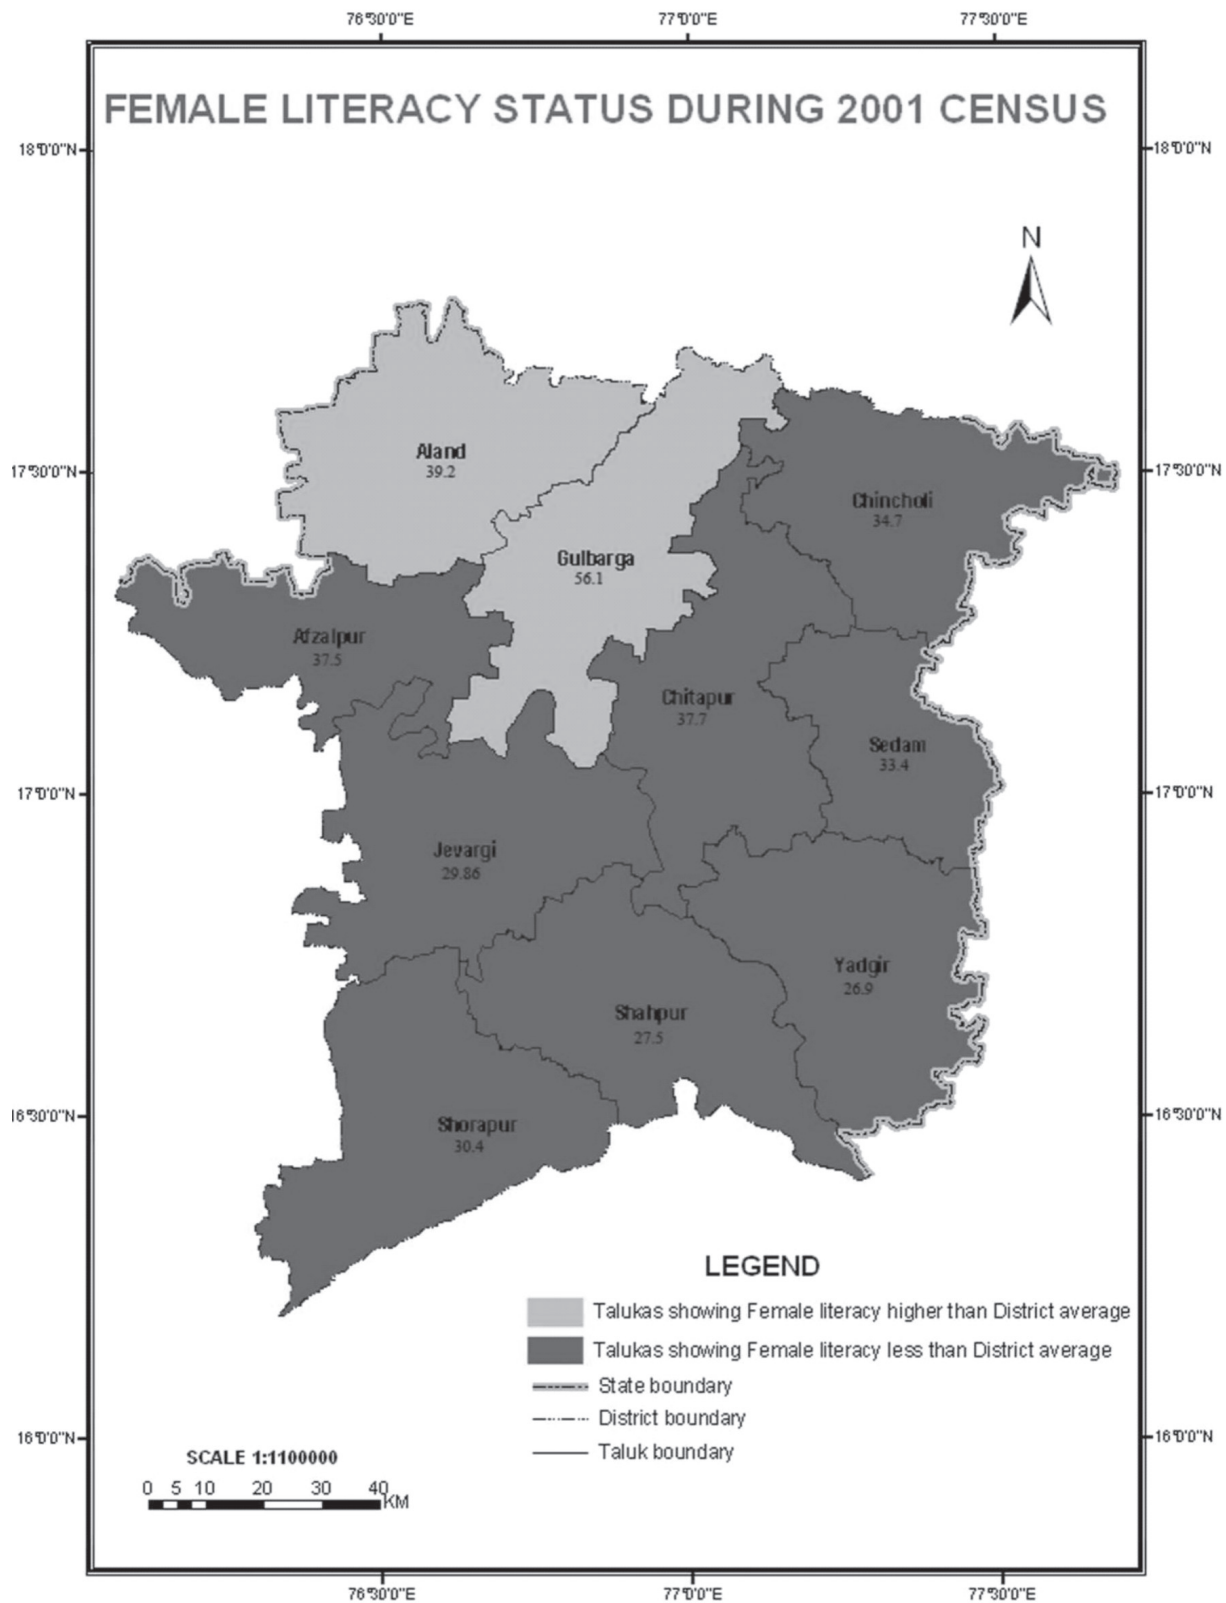 76°30'0"E 77°0'0"E 77°30'0"E
FEMALE LITERACY STATUS DURING 2001 CENSUS
18°0'0"N 18°0'0"N
N
Aland
39.2
17°30'0"N 17°30'0"N
Chincholi
34.7
Gulbarga
56.1
Afzalpur
37.5
Chitapur
37.7
Sedam
33.4
17°0'0"N 17°0'0"N
Jevargi
29.86
Yadgir
26.9
Shahpur
27.5
16°30'0"N 16°30'0"N
Shorapur
30.4
LEGEND
Talukas showing Female literacy higher than District average
Talukas showing Female literacy less than District average
State boundary
District boundary
Taluk boundary
16°0'0"N 16°0'0"N
SCALE 1:1100000
0 5 10 20 30 40
KM
76°30'0"E 77°0'0"E 77°30'0"E